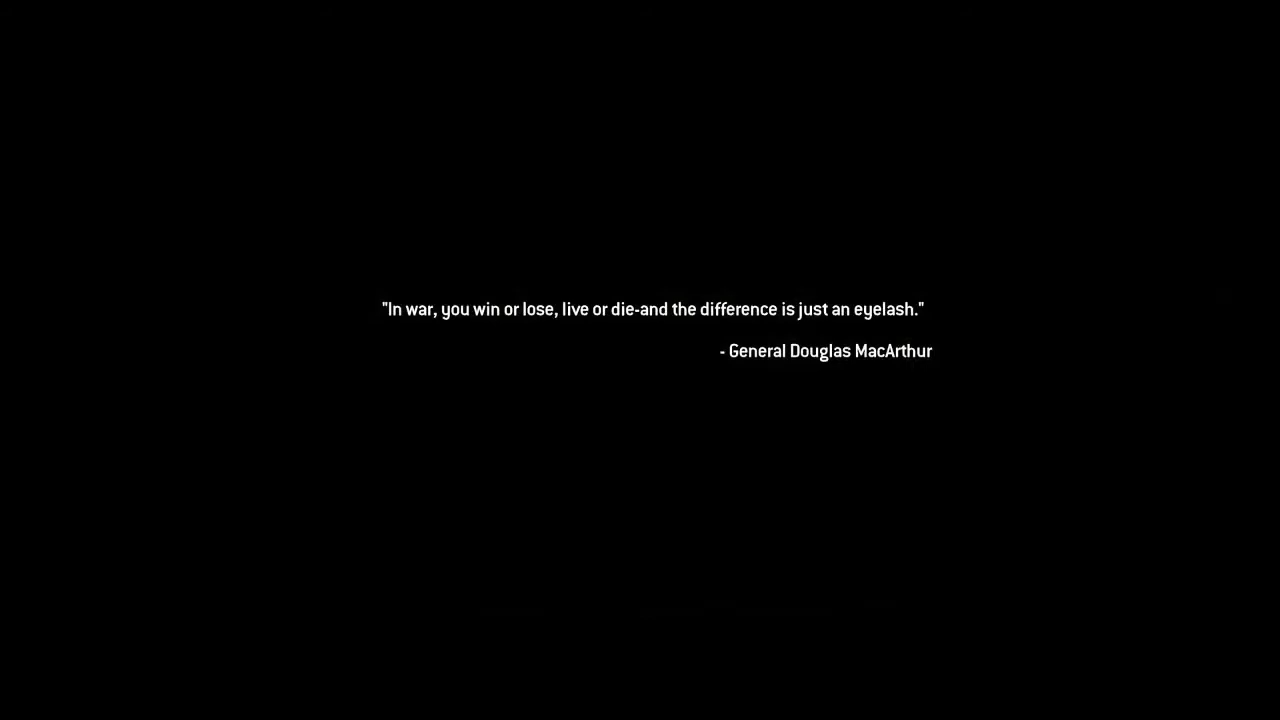 "In war, you win or lose, live or die-and the difference is just an eyelash."
- General Douglas MacArthur